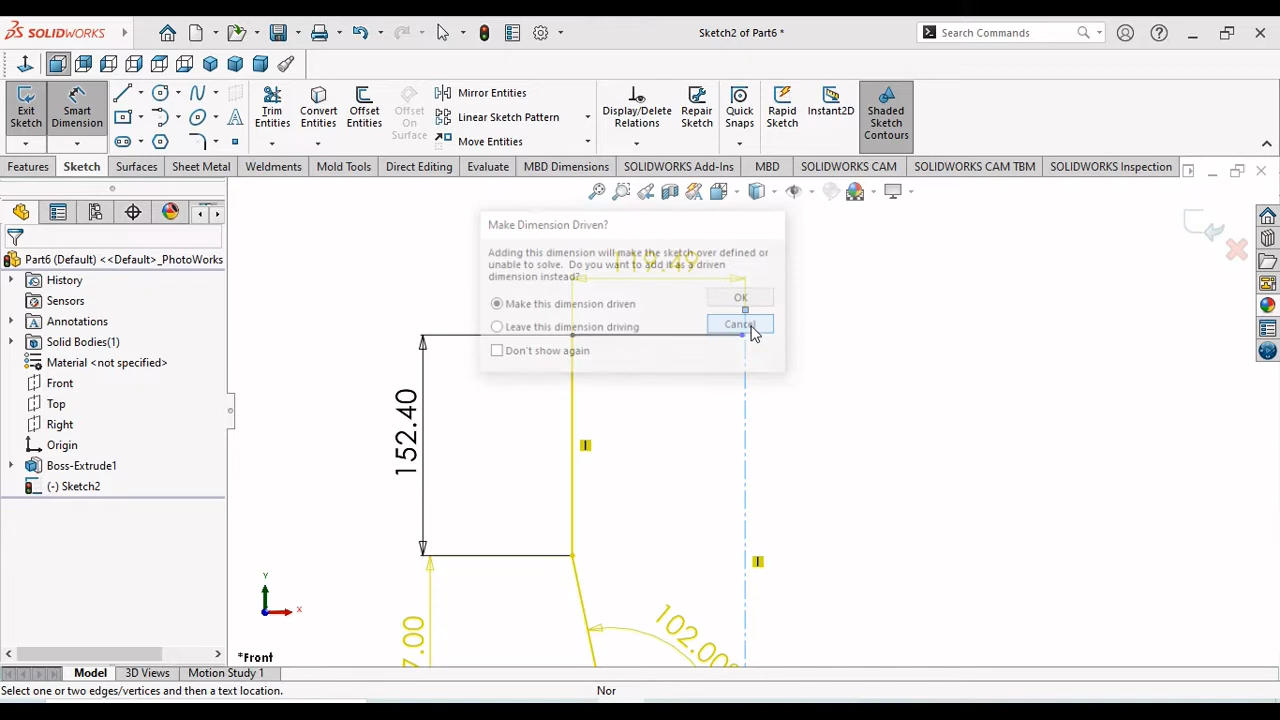 SOLIDWORKS
Sketch2 of Part6 *
Search Commands
Exit Sketch
Smart Dimension
Trim Entities
Convert Entities
Offset Entities
Offset On Surface
Mirror Entities
Linear Sketch Pattern
Move Entities
Display/Delete Relations
Repair Sketch
Quick Snaps
Rapid Sketch
Instant2D
Shaded Sketch Contours
Features
Sketch
Surfaces
Sheet Metal
Weldments
Mold Tools
Direct Editing
Evaluate
MBD Dimensions
SOLIDWORKS Add-Ins
MBD
SOLIDWORKS CAM
SOLIDWORKS CAM TBM
SOLIDWORKS Inspection
Part6 (Default) <<Default>_PhotoWorks
History
Sensors
Annotations
Solid Bodies(1)
Material <not specified>
Front
Top
Right
Origin
Boss-Extrude1
(-) Sketch2
Make Dimension Driven?
Adding this dimension will make the sketch over defined or
unable to solve. Do you want to add it as a driven
dimension instead?
119.49
Make this dimension driven
OK
Leave this dimension driving
Cancel
Don't show again
152.40
7.00
102.00
Y
X
*Front
Model
3D Views
Motion Study 1
Select one or two edges/vertices and then a text location.
Nor